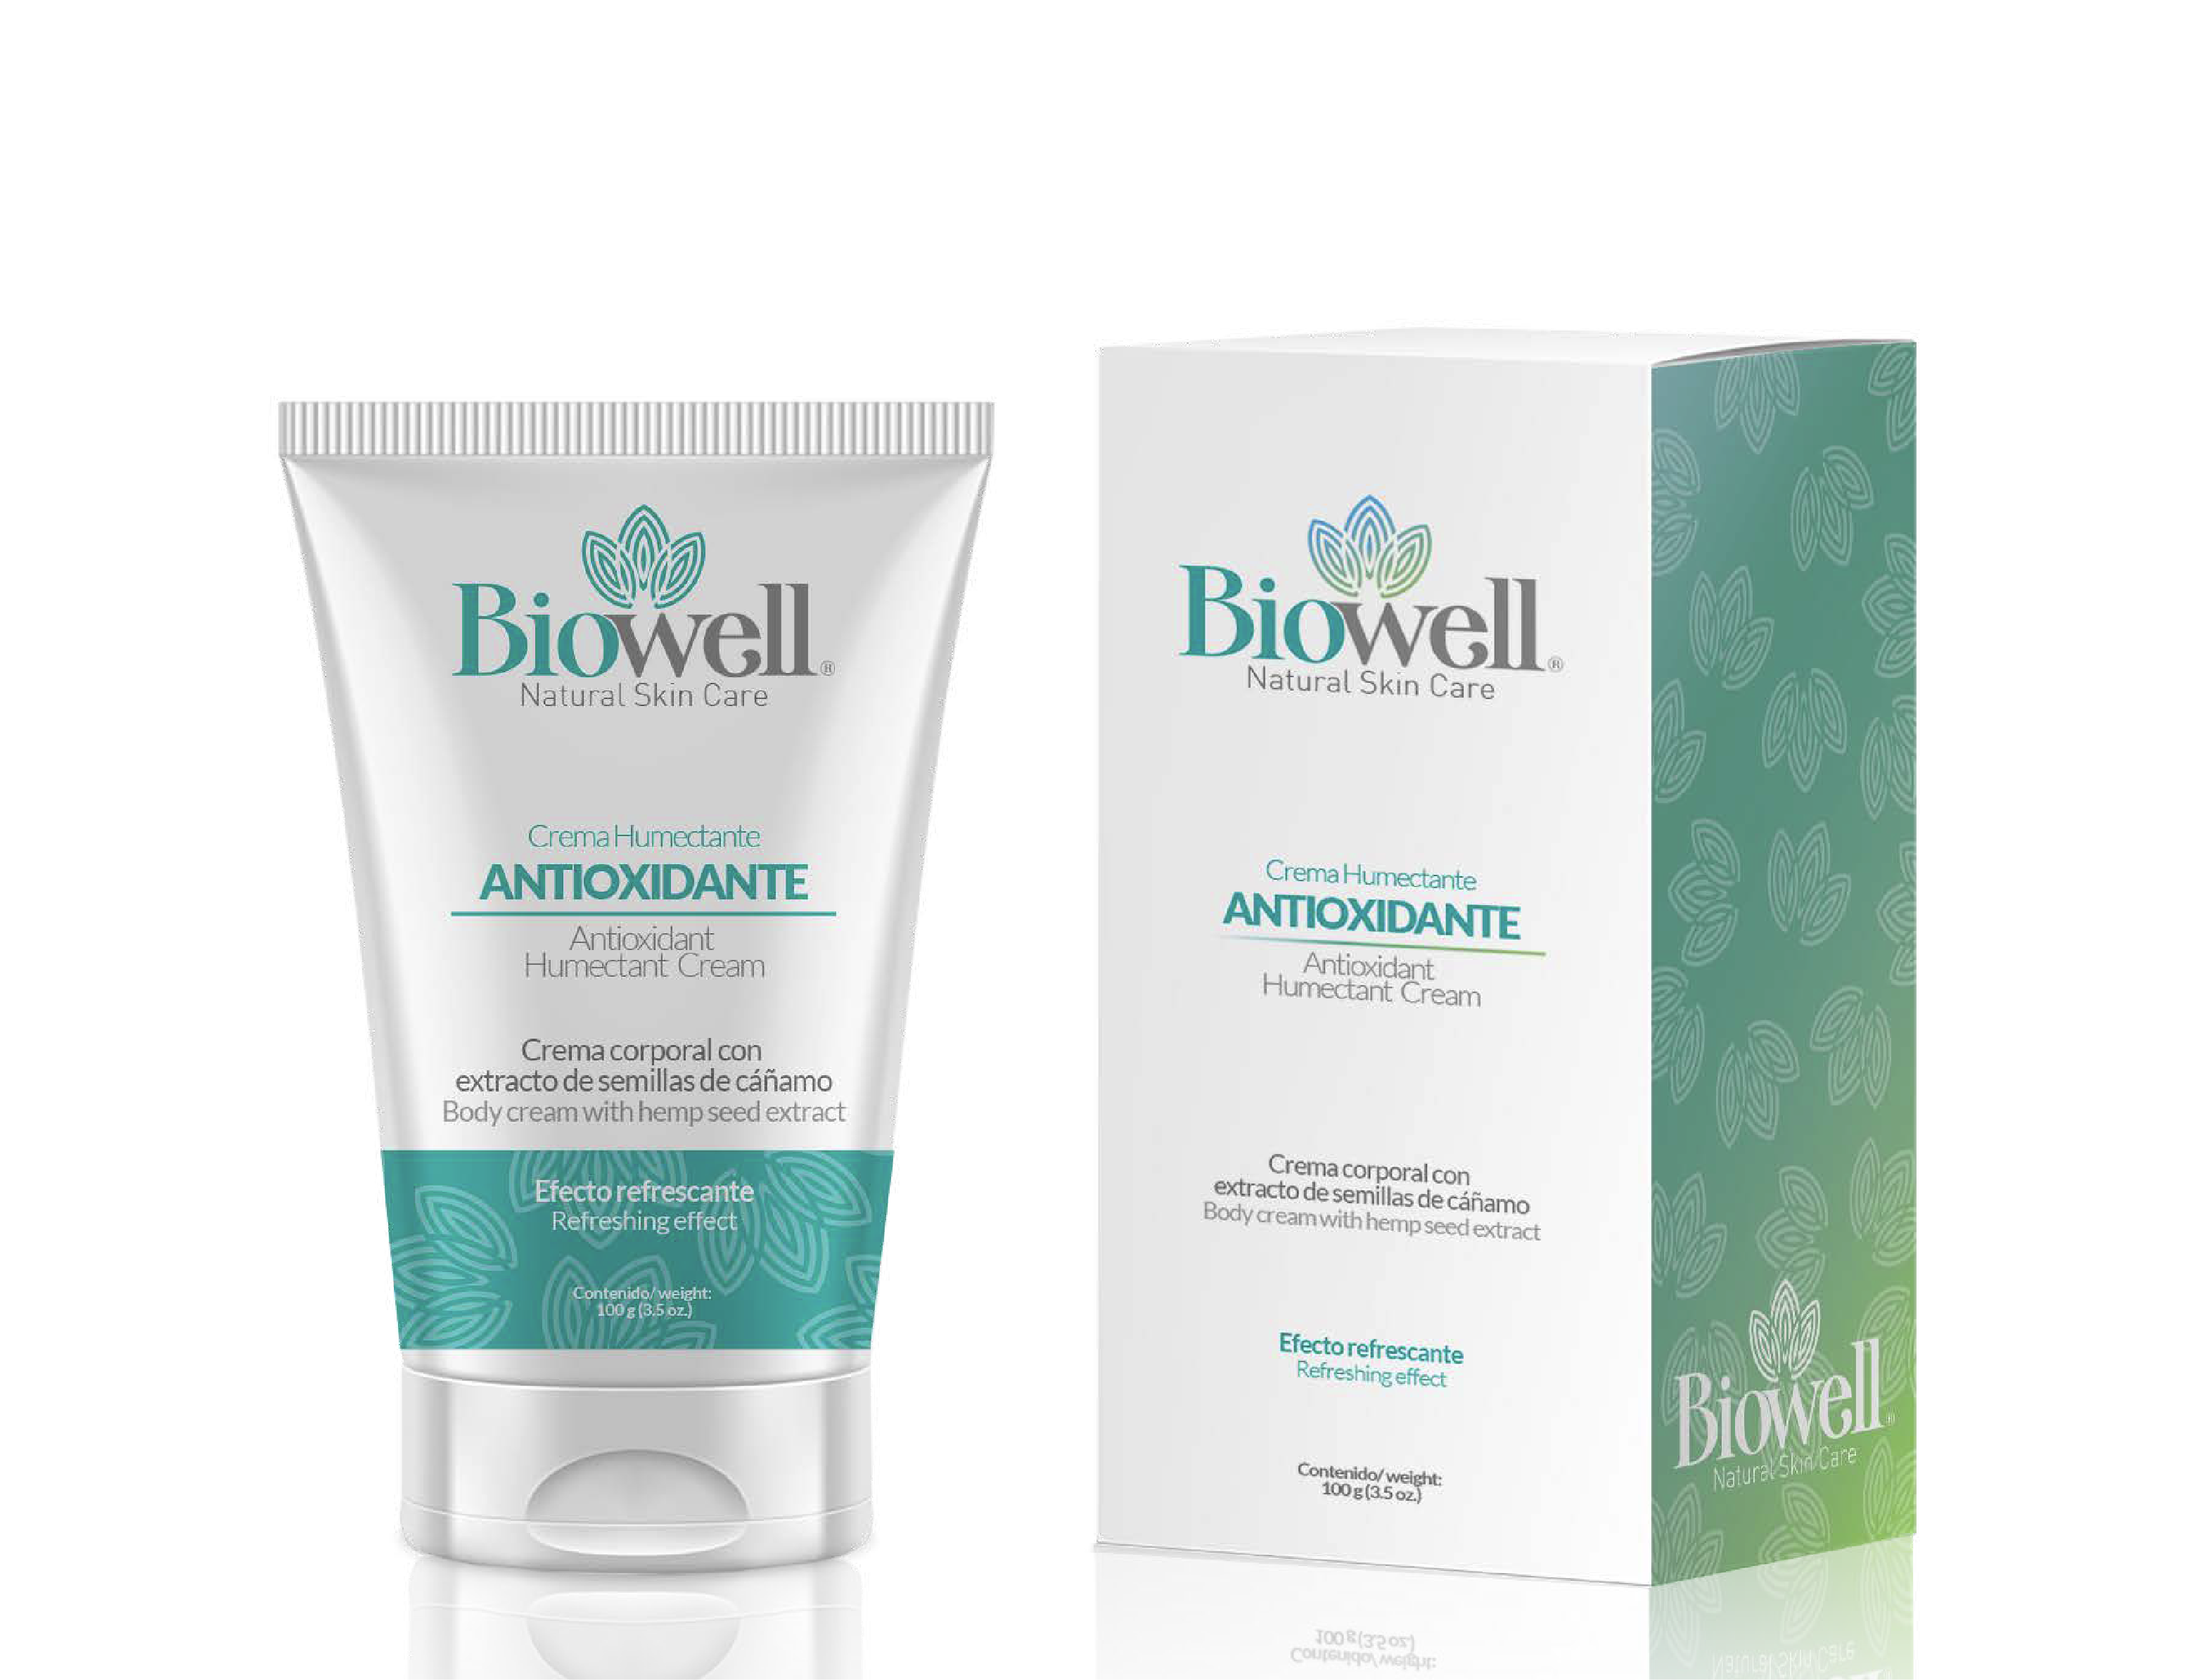 Biowell®
Natural Skin Care
Crema Humectante
ANTIOXIDANTE
Antioxidant
Humectant Cream
Crema corporal con
extracto de semillas de cáñamo
Body cream with hemp seed extract
Efecto refrescante
Refreshing effect
Contenido/ weight:
100 g (3.5 oz.)
Biowell®
Natural Skin Care
Crema Humectante
ANTIOXIDANTE
Antioxidant
Humectant Cream
Crema corporal con
extracto de semillas de cáñamo
Body cream with hemp seed extract
Efecto refrescante
Refreshing effect
Contenido/ weight:
100 g (3.5 oz.)
Biowell®
Natural Skin Care